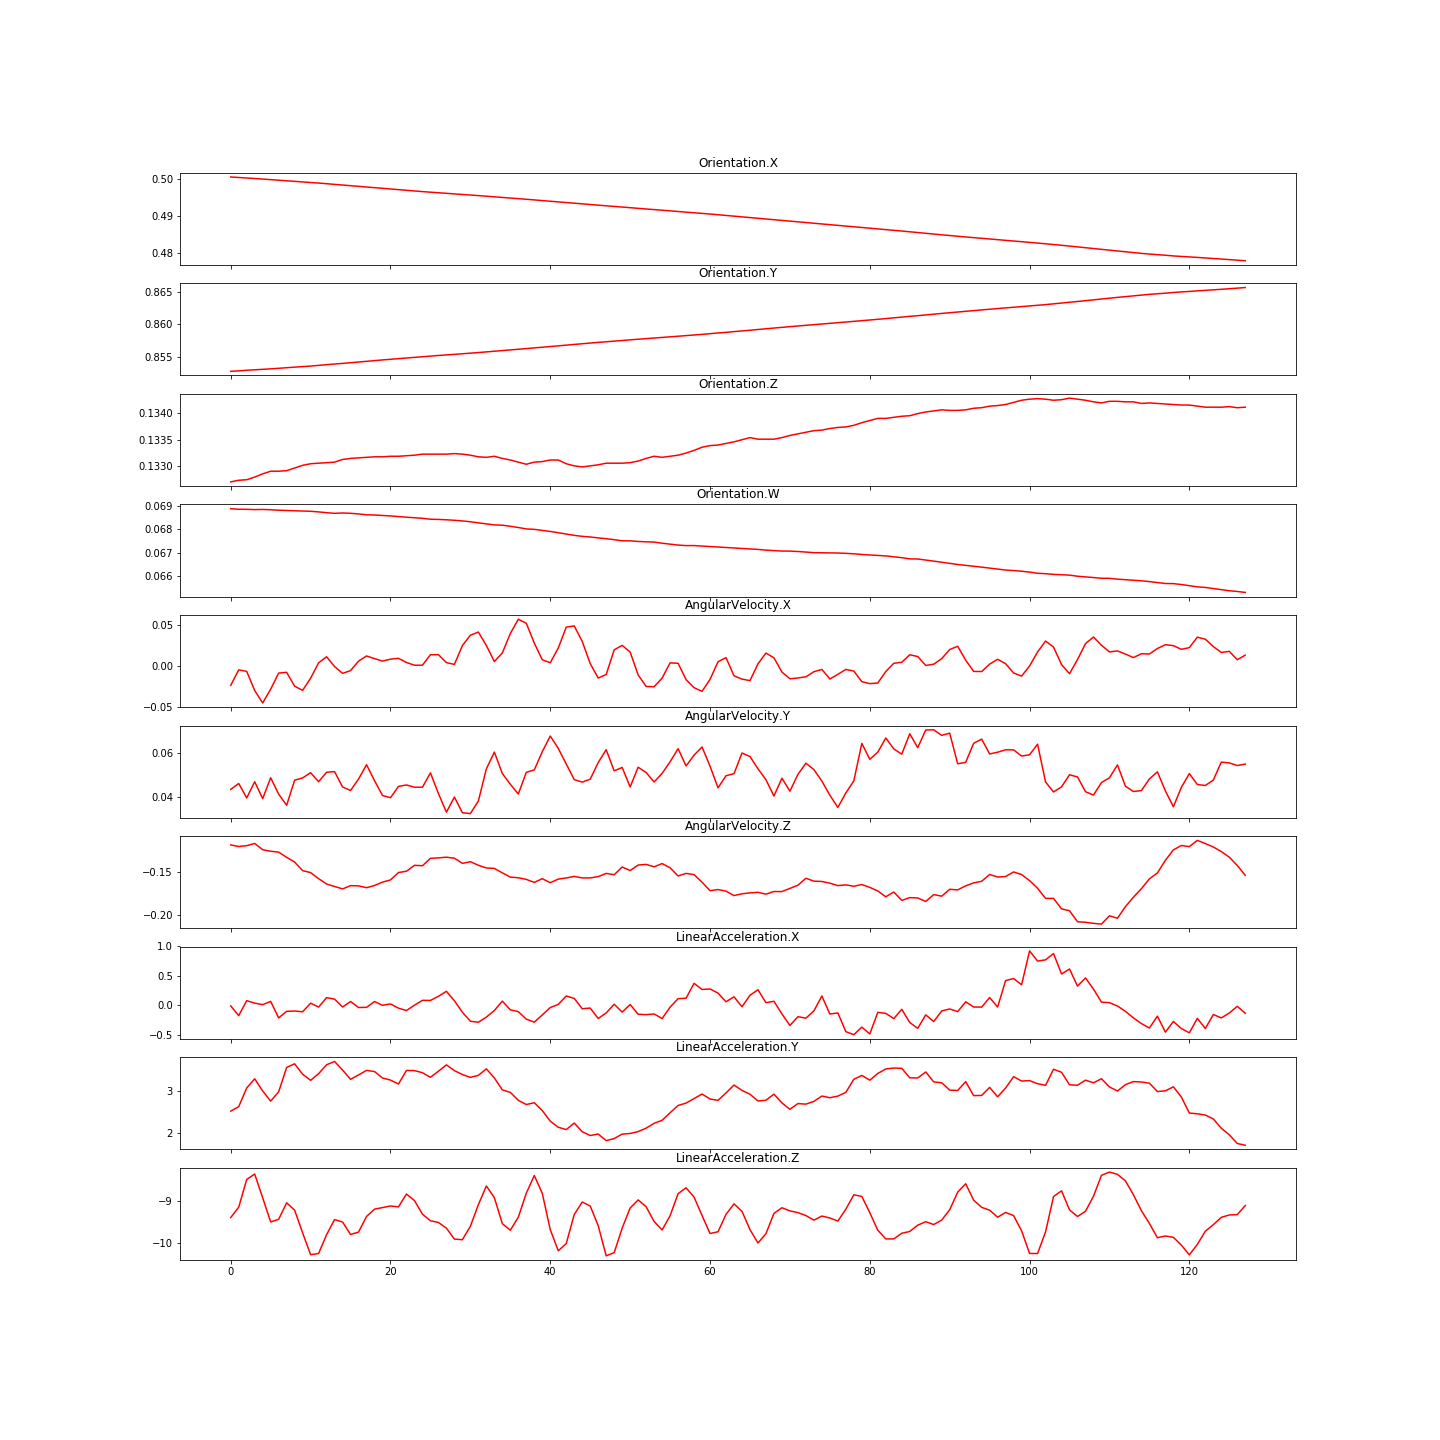 Orientation.X
0.50
0.49
0.48
Orientation.Y
0.865
0.860
0.855
Orientation.Z
0.1340
0.1335
0.1330
Orientation.W
0.069
0.068
0.067
0.066
AngularVelocity.X
0.05
0.00
−0.05
AngularVelocity.Y
0.06
0.04
AngularVelocity.Z
−0.15
−0.20
LinearAcceleration.X
1.0
0.5
0.0
−0.5
LinearAcceleration.Y
3
2
LinearAcceleration.Z
−9
−10
0 20 40 60 80 100 120